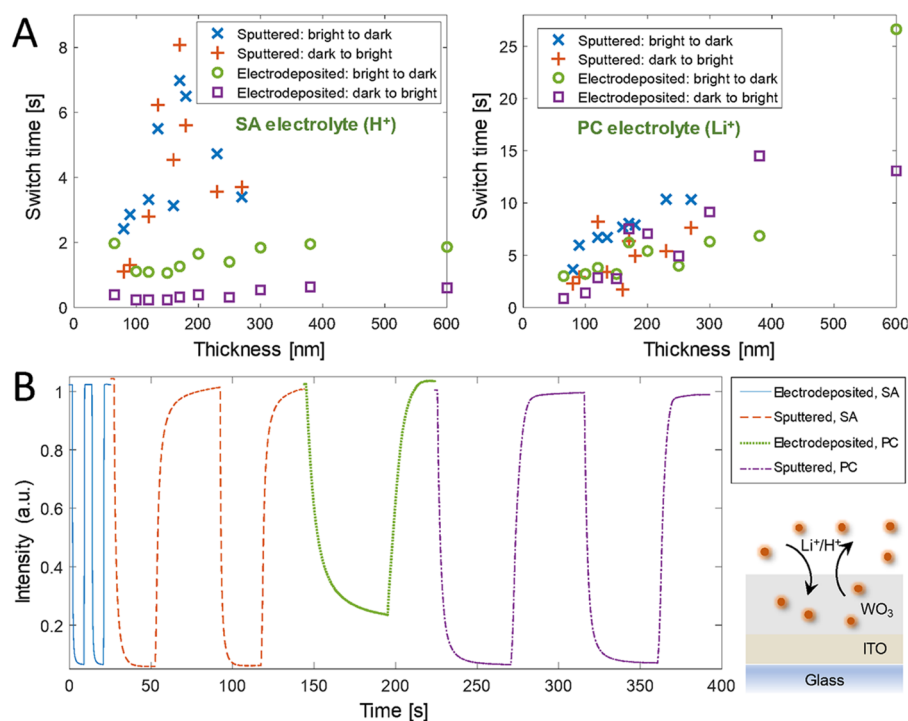 A
Switch time [s]
8
6
4
2
0
0
100
200
300
400
500
600
Thickness [nm]
Sputtered: bright to dark
Sputtered: dark to bright
Electrodeposited: bright to dark
Electrodeposited: dark to bright
SA electrolyte (H⁺)
Switch time [s]
25
20
15
10
5
0
0
100
200
300
400
500
600
Thickness [nm]
Sputtered: bright to dark
Sputtered: dark to bright
Electrodeposited: bright to dark
Electrodeposited: dark to bright
PC electrolyte (Li⁺)
B
Intensity (a.u.)
1
0.8
0.6
0.4
0.2
0
50
100
150
200
250
300
350
400
Time [s]
Electrodeposited, SA
Sputtered, SA
Electrodeposited, PC
Sputtered, PC
Li⁺/H⁺
WO₃
ITO
Glass